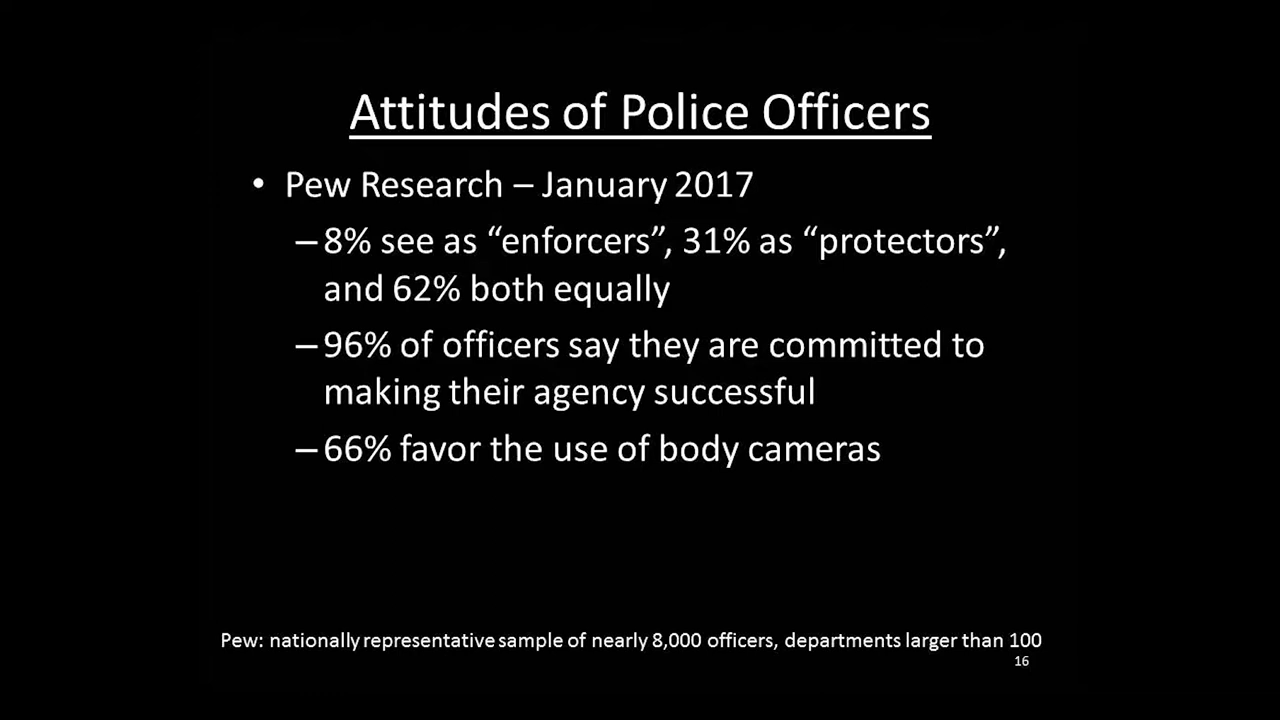 Attitudes of Police Officers
• Pew Research – January 2017
–8% see as “enforcers”, 31% as “protectors”,
and 62% both equally
–96% of officers say they are committed to
making their agency successful
–66% favor the use of body cameras
Pew: nationally representative sample of nearly 8,000 officers, departments larger than 100
16